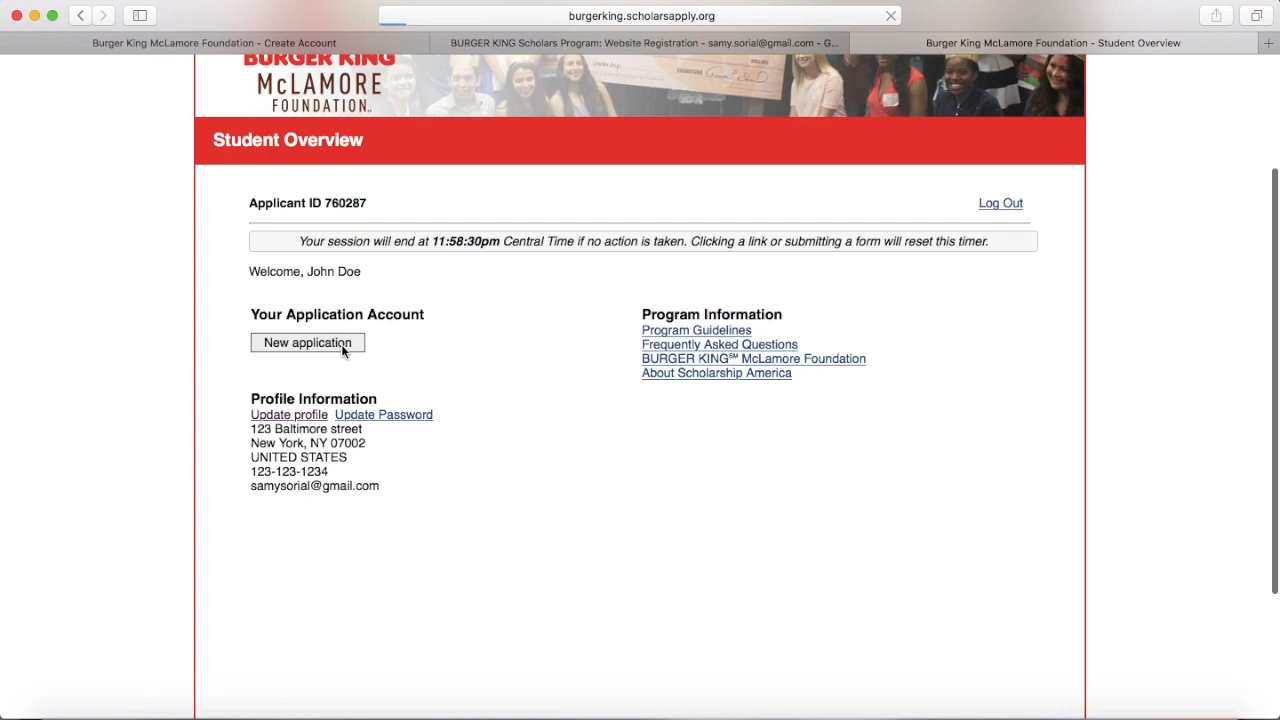 burgerking.scholarsapply.org
Burger King McLamore Foundation - Create Account
BURGER KING Scholars Program: Website Registration - samy.sorial@gmail.com - G...
Burger King McLamore Foundation - Student Overview
BURGER KING
McLAMORE
FOUNDATION
Student Overview
Applicant ID 760287
Log Out
Your session will end at 11:58:30pm Central Time if no action is taken. Clicking a link or submitting a form will reset this timer.
Welcome, John Doe
Your Application Account
New application
Program Information
Program Guidelines
Frequently Asked Questions
BURGER KING℠ McLamore Foundation
About Scholarship America
Profile Information
Update profile Update Password
123 Baltimore street
New York, NY 07002
UNITED STATES
123-123-1234
samysorial@gmail.com